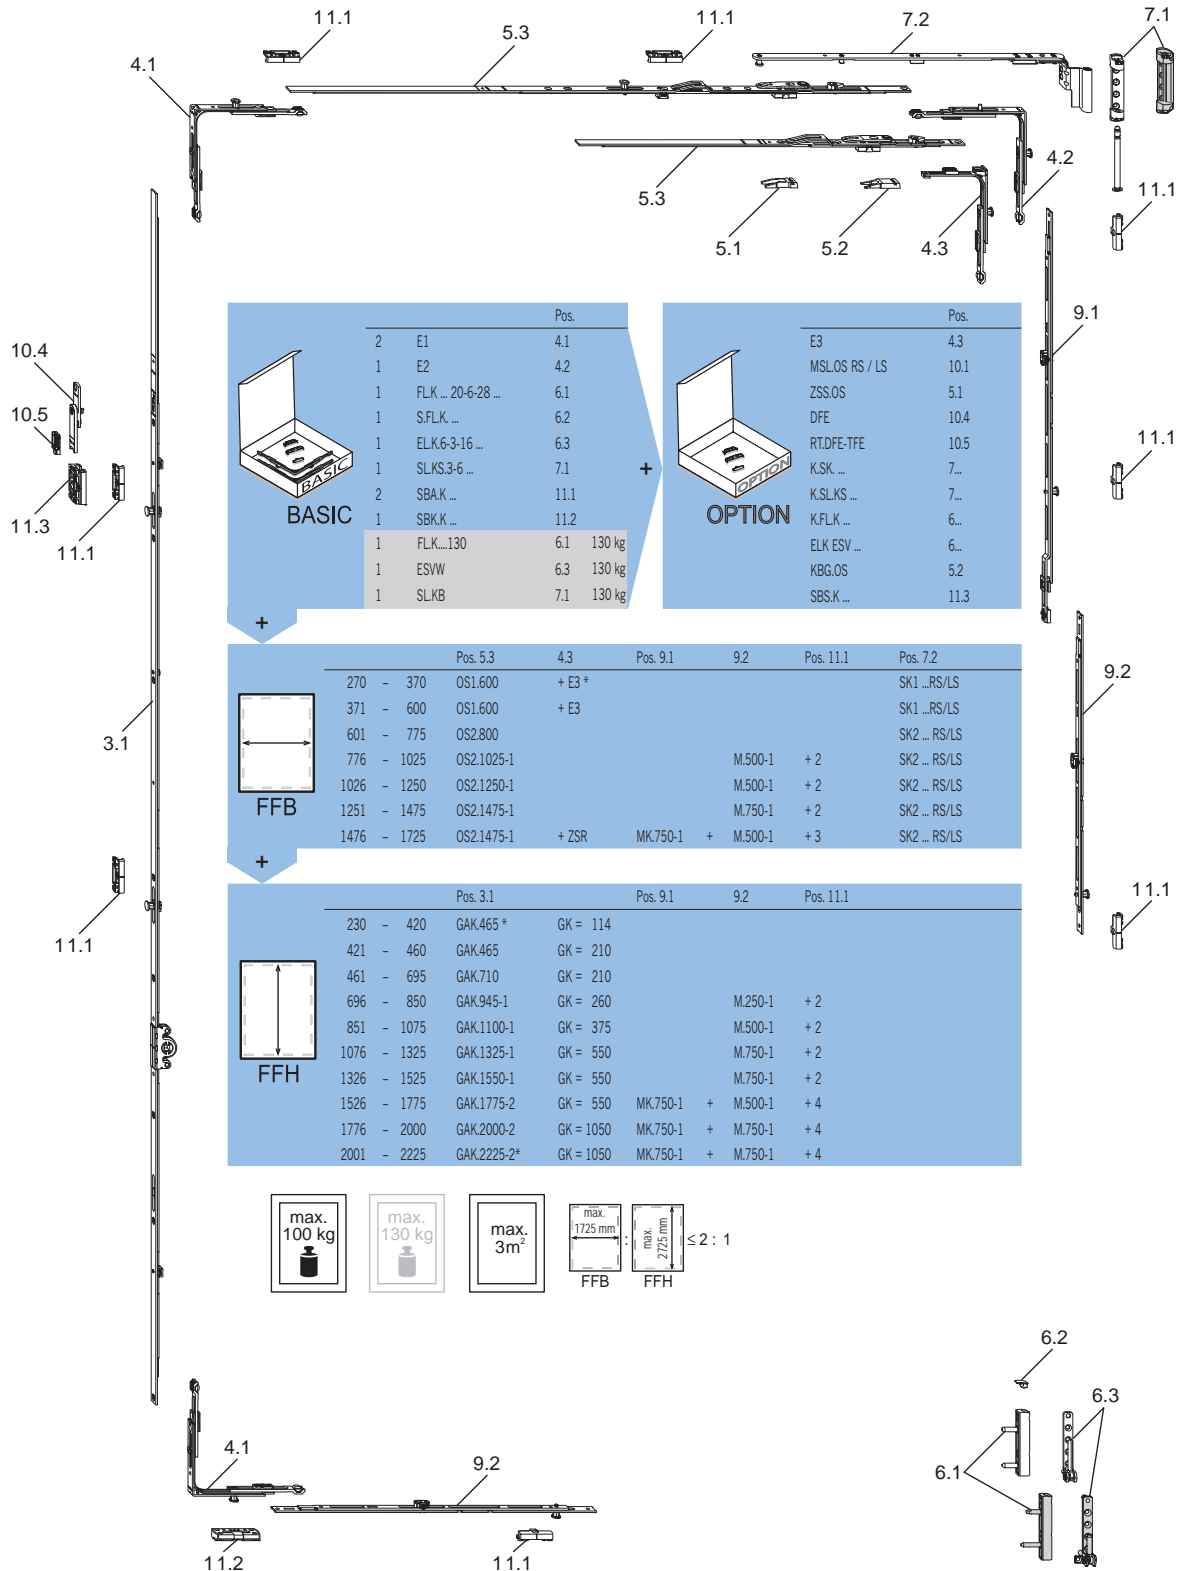 11.1
5.3
11.1
7.2
7.1
4.1
5.3
5.1
5.2
4.3
4.2
11.1
9.1
10.4
10.5
11.3
11.1
11.1
9.2
3.1
11.1
11.1
Pos.
2 E1 4.1
1 E2 4.2
1 FL.K ... 20-6-28 ... 6.1
1 S.FL.K. ... 6.2
1 EL.K.6-3-16 ... 6.3
1 SL.KS.3-6 ... 7.1
2 SBA.K ... 11.1
1 SBK.K ... 11.2
1 FL.K....130 6.1 130 kg
1 ESVW 6.3 130 kg
1 SL.KB 7.1 130 kg
BASIC
BASIC
+
Pos.
E3 4.3
MSL.OS RS / LS 10.1
ZSS.OS 5.1
DFE 10.4
RT.DFE-TFE 10.5
K.SK. ... 7...
K.SL.KS ... 7...
K.FL.K ... 6...
ELK ESV ... 6...
KBG.OS 5.2
SBS.K ... 11.3
OPTION
OPTION
+
Pos. 5.3 4.3 Pos. 9.1 9.2 Pos. 11.1 Pos. 7.2
270 – 370 OS1.600 + E3 * SK1 ...RS/LS
371 – 600 OS1.600 + E3 SK1 ...RS/LS
601 – 775 OS2.800 SK2 ... RS/LS
776 – 1025 OS2.1025-1 M.500-1 + 2 SK2 ... RS/LS
1026 – 1250 OS2.1250-1 M.500-1 + 2 SK2 ... RS/LS
1251 – 1475 OS2.1475-1 M.750-1 + 2 SK2 ... RS/LS
1476 – 1725 OS2.1475-1 + ZSR MK.750-1 + M.500-1 + 3 SK2 ... RS/LS
FFB
+
Pos. 3.1 Pos. 9.1 9.2 Pos. 11.1
230 – 420 GAK.465 * GK = 114
421 – 460 GAK.465 GK = 210
461 – 695 GAK.710 GK = 210
696 – 850 GAK.945-1 GK = 260 M.250-1 + 2
851 – 1075 GAK.1100-1 GK = 375 M.500-1 + 2
1076 – 1325 GAK.1325-1 GK = 550 M.750-1 + 2
1326 – 1525 GAK.1550-1 GK = 550 M.750-1 + 2
1526 – 1775 GAK.1775-2 GK = 550 MK.750-1 + M.500-1 + 4
1776 – 2000 GAK.2000-2 GK = 1050 MK.750-1 + M.750-1 + 4
2001 – 2225 GAK.2225-2* GK = 1050 MK.750-1 + M.750-1 + 4
FFH
max.
100 kg
max.
130 kg
max.
3m²
max.
1725 mm
FFB
:
max.
2725 mm
FFH
≤ 2 : 1
6.2
6.3
6.1
4.1
9.2
11.2
11.1